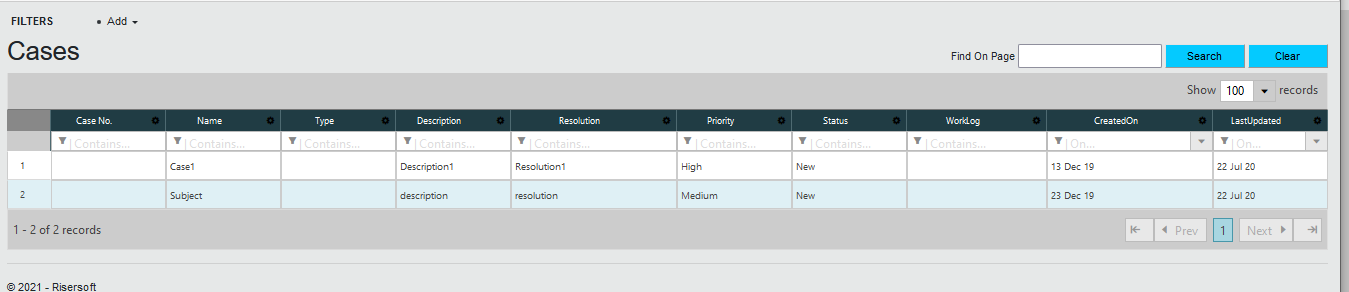 FILTERS • Add
Cases
Find On Page Search Clear
Show 100 records
Case No. Name Type Description Resolution Priority Status WorkLog CreatedOn LastUpdated
Contains... Contains... Contains... Contains... Contains... Contains... Contains... Contains... On... On...
1 Case1 Description1 Resolution1 High New 13 Dec 19 22 Jul 20
2 Subject description resolution Medium New 23 Dec 19 22 Jul 20
1 - 2 of 2 records Prev 1 Next
© 2021 - Risersoft